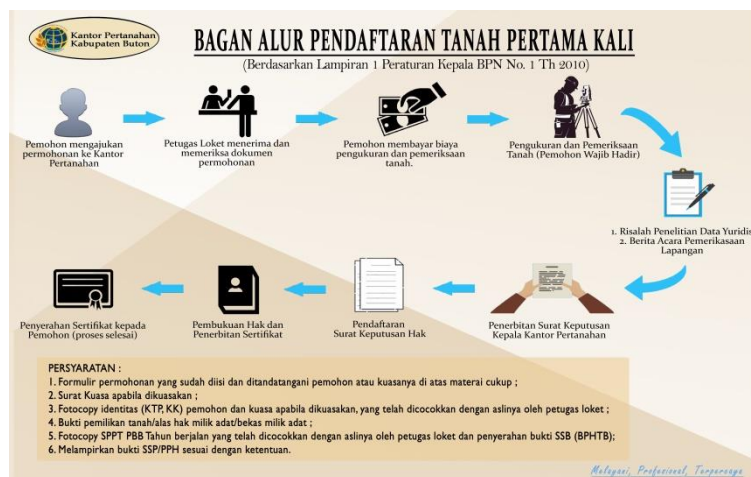 Kantor Pertanahan
Kabupaten Buton
BAGAN ALUR PENDAFTARAN TANAH PERTAMA KALI
(Berdasarkan Lampiran 1 Peraturan Kepala BPN No. 1 Th 2010)
Pemohon mengajukan
permohonan ke Kantor
Pertanahan
Petugas Loket menerima dan
memeriksa dokumen
permohonan
Pemohon membayar biaya
pengukuran dan pemeriksaan
tanah.
Pengukuran dan Pemeriksaan
Tanah (Pemohon Wajib Hadir)
1. Risalah Penelitian Data Yuridis
2. Berita Acara Pemerikasaan
Lapangan
Penerbitan Surat Keputusan
Kepala Kantor Pertanahan
Pendaftaran
Surat Keputusan Hak
Pembukuan Hak dan
Penerbitan Sertifikat
Penyerahan Sertifikat kepada
Pemohon (proses selesai)
PERSYARATAN :
1. Formulir permohonan yang sudah diisi dan ditandatangani pemohon atau kuasanya di atas materai cukup ;
2. Surat Kuasa apabila dikuasakan ;
3. Fotocopy identitas (KTP, KK) pemohon dan kuasa apabila dikuasakan, yang telah dicocokkan dengan aslinya oleh petugas loket ;
4. Bukti pemilikan tanah/alas hak milik adat/bekas milik adat ;
5. Fotocopy SPPT PBB Tahun berjalan yang telah dicocokkan dengan aslinya oleh petugas loket dan penyerahan bukti SSB (BPHTB);
6. Melampirkan bukti SSP/PPH sesuai dengan ketentuan.
Melayani, Profesional, Terpercaya